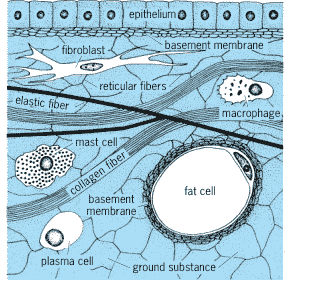 epithelium
basement membrane
fibroblast
reticular fibers
elastic fiber
macrophage
mast cell
collagen fiber
fat cell
basement
membrane
plasma cell
ground substance